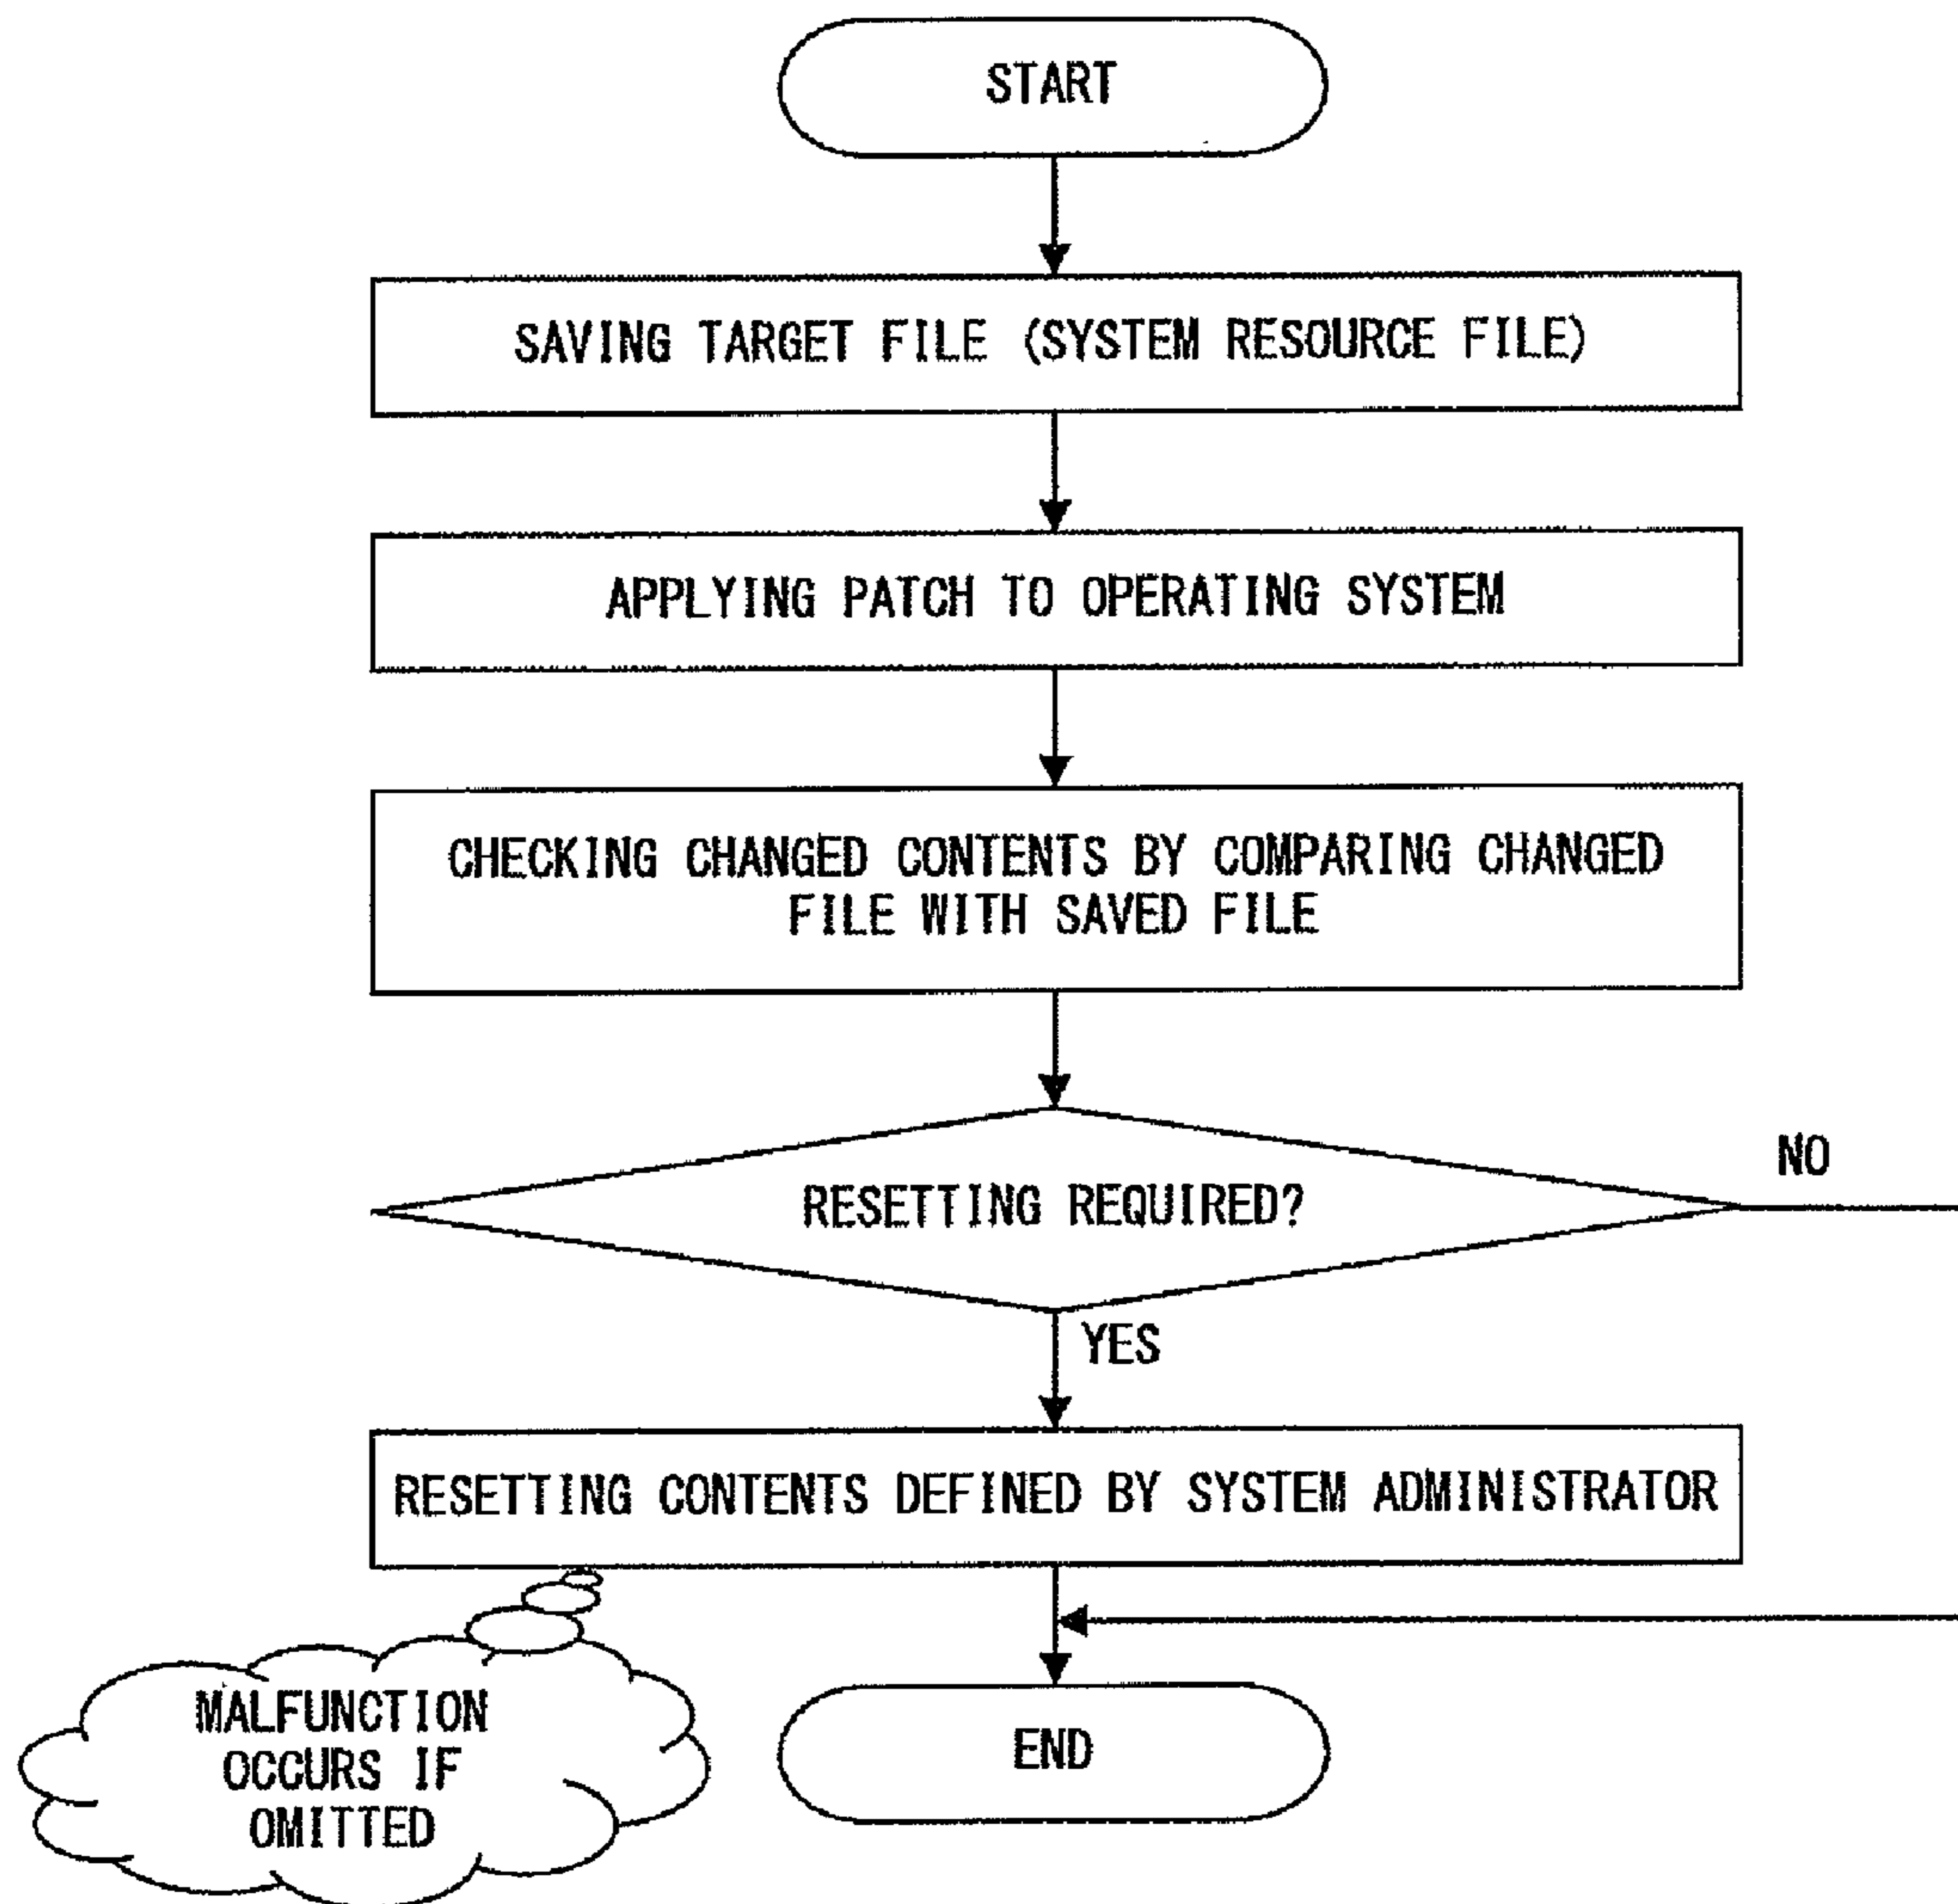 START
SAVING TARGET FILE (SYSTEM RESOURCE FILE)
APPLYING PATCH TO OPERATING SYSTEM
CHECKING CHANGED CONTENTS BY COMPARING CHANGED
FILE WITH SAVED FILE
RESETTING REQUIRED?
NO
YES
RESETTING CONTENTS DEFINED BY SYSTEM ADMINISTRATOR
MALFUNCTION
OCCURS IF
OMITTED
END